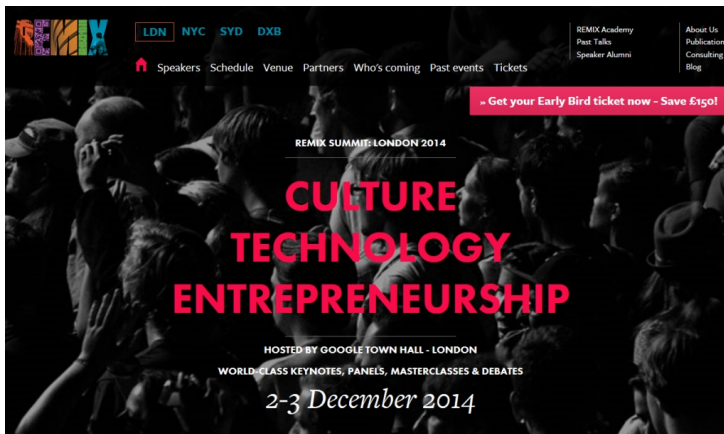 REMIX
LDN NYC SYD DXB
Speakers Schedule Venue Partners Who's coming Past events Tickets
REMIX Academy
Past Talks
Speaker Alumni
About Us
Publication
Consulting
Blog
» Get your Early Bird ticket now - Save £150!
REMIX SUMMIT: LONDON 2014
CULTURE
TECHNOLOGY
ENTREPRENEURSHIP
HOSTED BY GOOGLE TOWN HALL - LONDON
WORLD-CLASS KEYNOTES, PANELS, MASTERCLASSES & DEBATES
2-3 December 2014